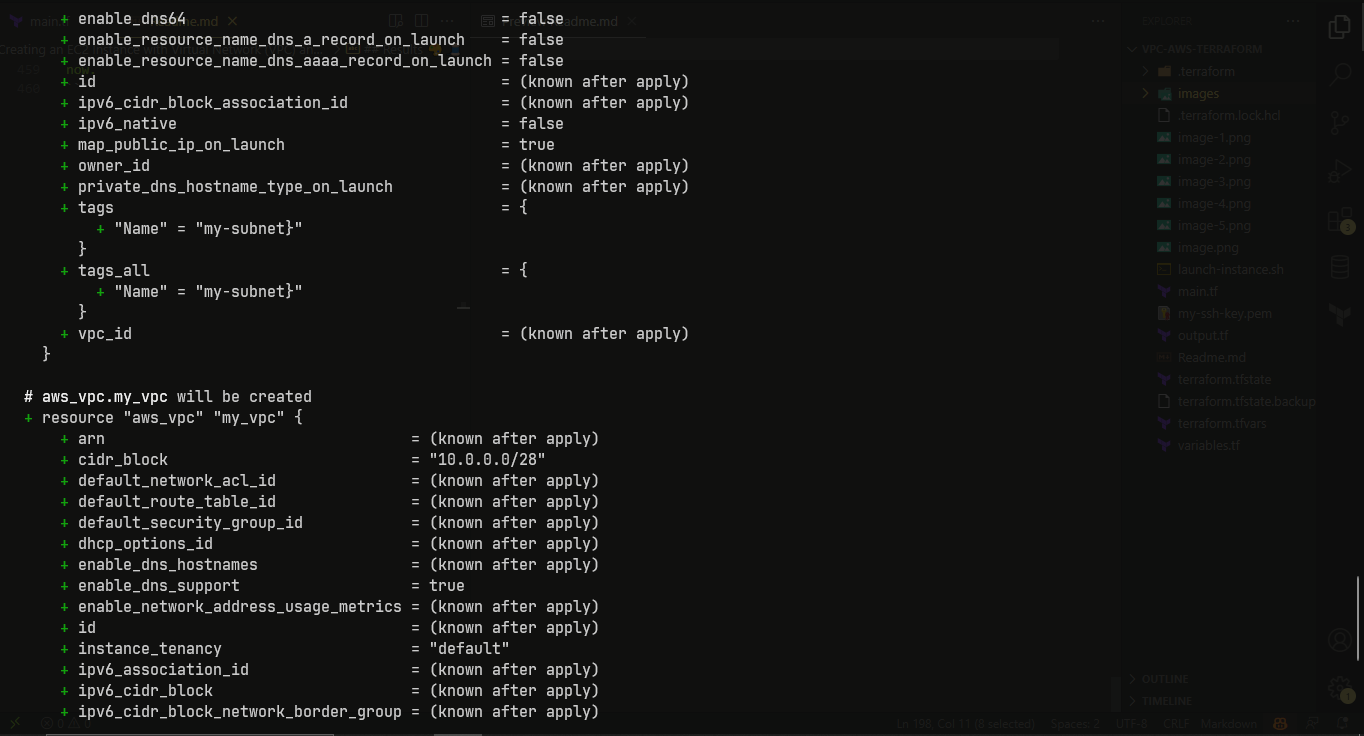 + enable_dns64 = false
+ enable_resource_name_dns_a_record_on_launch = false
+ enable_resource_name_dns_aaaa_record_on_launch = false
+ id = (known after apply)
+ ipv6_cidr_block_association_id = (known after apply)
+ ipv6_native = false
+ map_public_ip_on_launch = true
+ owner_id = (known after apply)
+ private_dns_hostname_type_on_launch = (known after apply)
+ tags = {
+ "Name" = "my-subnet}"
}
+ tags_all = {
+ "Name" = "my-subnet}"
}
+ vpc_id = (known after apply)
}
# aws_vpc.my_vpc will be created
+ resource "aws_vpc" "my_vpc" {
+ arn = (known after apply)
+ cidr_block = "10.0.0.0/28"
+ default_network_acl_id = (known after apply)
+ default_route_table_id = (known after apply)
+ default_security_group_id = (known after apply)
+ dhcp_options_id = (known after apply)
+ enable_dns_hostnames = (known after apply)
+ enable_dns_support = true
+ enable_network_address_usage_metrics = (known after apply)
+ id = (known after apply)
+ instance_tenancy = "default"
+ ipv6_association_id = (known after apply)
+ ipv6_cidr_block = (known after apply)
+ ipv6_cidr_block_network_border_group = (known after apply)
EXPLORER
VPC-AWS-TERRAFORM
.terraform
images
.terraform.lock.hcl
image-1.png
image-2.png
image-3.png
image-4.png
image-5.png
image.png
launch-instance.sh
main.tf
my-ssh-key.pem
output.tf
Readme.md
terraform.tfstate
terraform.tfstate.backup
terraform.tfvars
variables.tf
OUTLINE
TIMELINE
Ln 198, Col 11 (8 selected) Spaces: 2 UTF-8 CRLF Markdown